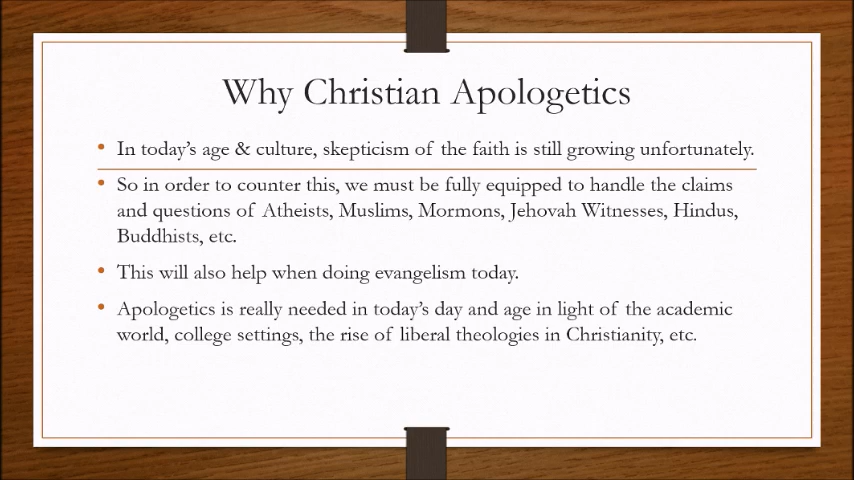 Why Christian Apologetics
• In today's age & culture, skepticism of the faith is still growing unfortunately.
• So in order to counter this, we must be fully equipped to handle the claims
and questions of Atheists, Muslims, Mormons, Jehovah Witnesses, Hindus,
Buddhists, etc.
• This will also help when doing evangelism today.
• Apologetics is really needed in today's day and age in light of the academic
world, college settings, the rise of liberal theologies in Christianity, etc.